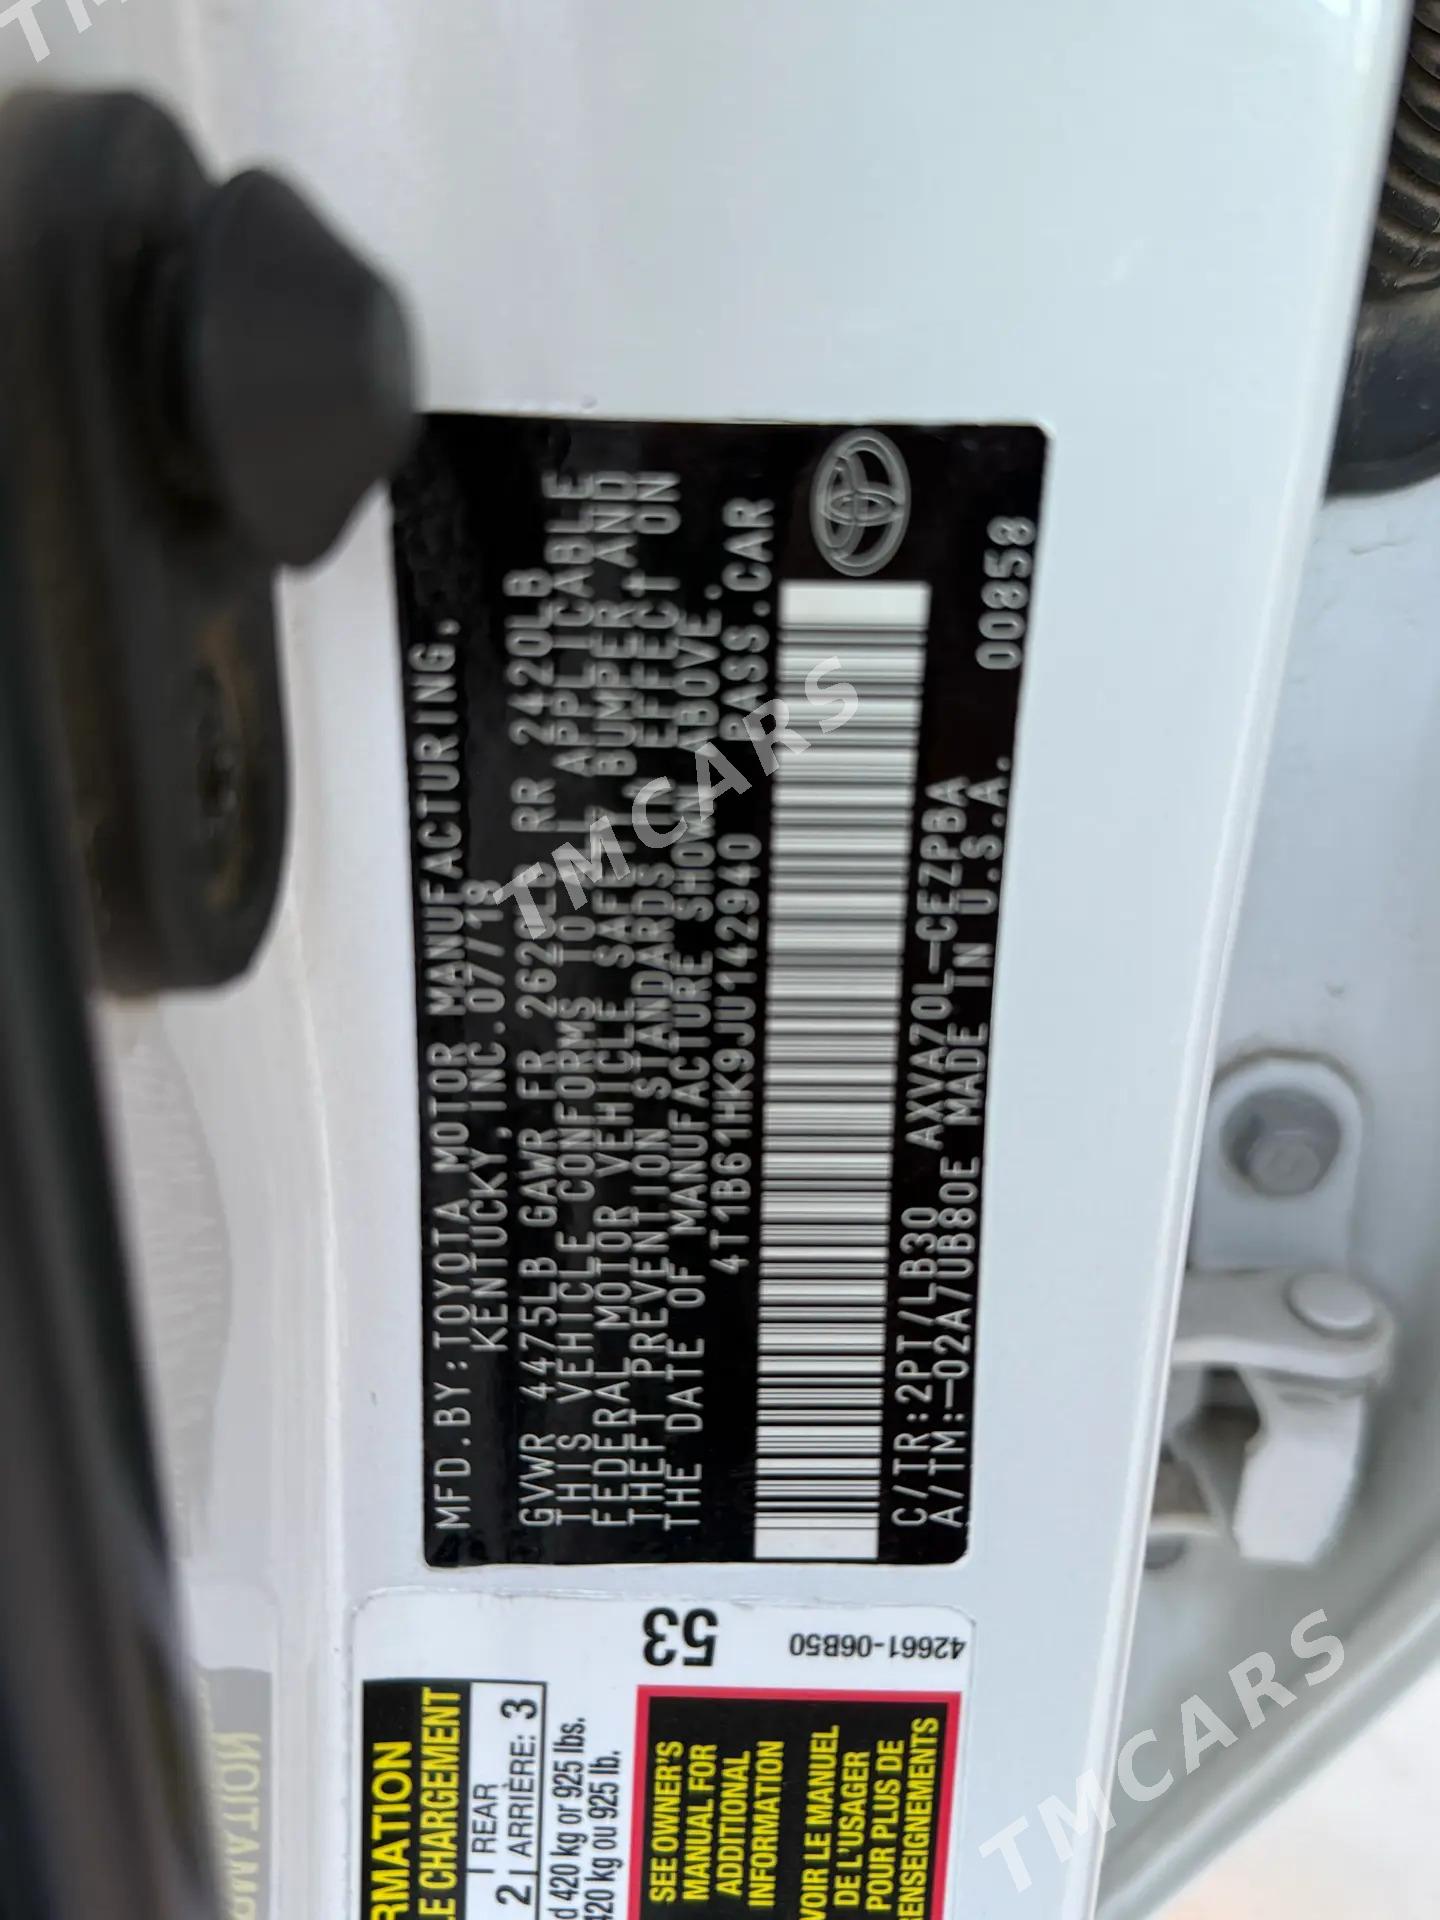 MFD.BY:TOYOTA MOTOR MANUFACTURING.
KENTUCKY,INC.07/18
GVWR 4475LB GAWR FR 2620LB RR 2420LB
THIS VEHICLE CONFORMS TO ALL APPLICABLE
FEDERAL MOTOR VEHICLE SAFETY, BUMPER,AND
THEFT PREVENTION STANDARDS IN EFFECT ON
THE DATE OF MANUFACTURE SHOWN ABOVE.
4T1B61HK9JU142940 PASS.CAR
C/TR:2PT/LB30 AXVA70L-CEZPBA
A/TM:-02A/UB80E MADE IN U.S.A.
00858
53
42661-06B50
RMATION
E CHARGEMENT
2 REAR
2 ARRIÈRE: 3
d 420 kg or 925 lbs.
420 kg ou 925 lb.
SEE OWNER'S
MANUAL FOR
ADDITIONAL
INFORMATION
VOIR LE MANUEL
DE L'USAGER
POUR PLUS DE
RENSEIGNEMENTS
TMCARS
TMCARS